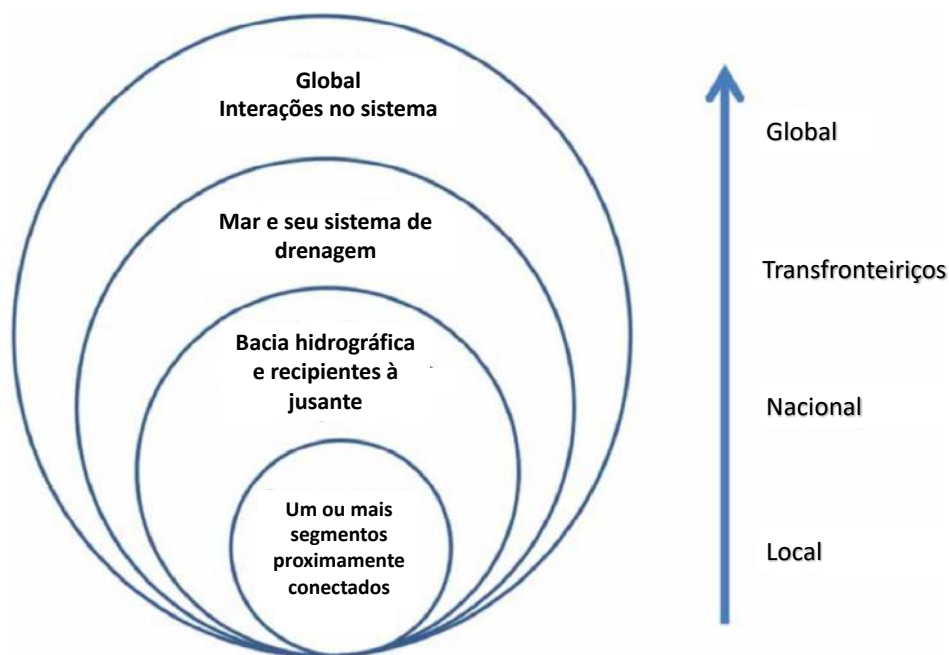 Global
Interações no sistema
Global
Mar e seu sistema de
drenagem
Transfronteiriços
Bacia hidrográfica
e recipientes à
jusante
Nacional
Um ou mais
segmentos
proximamente
conectados
Local